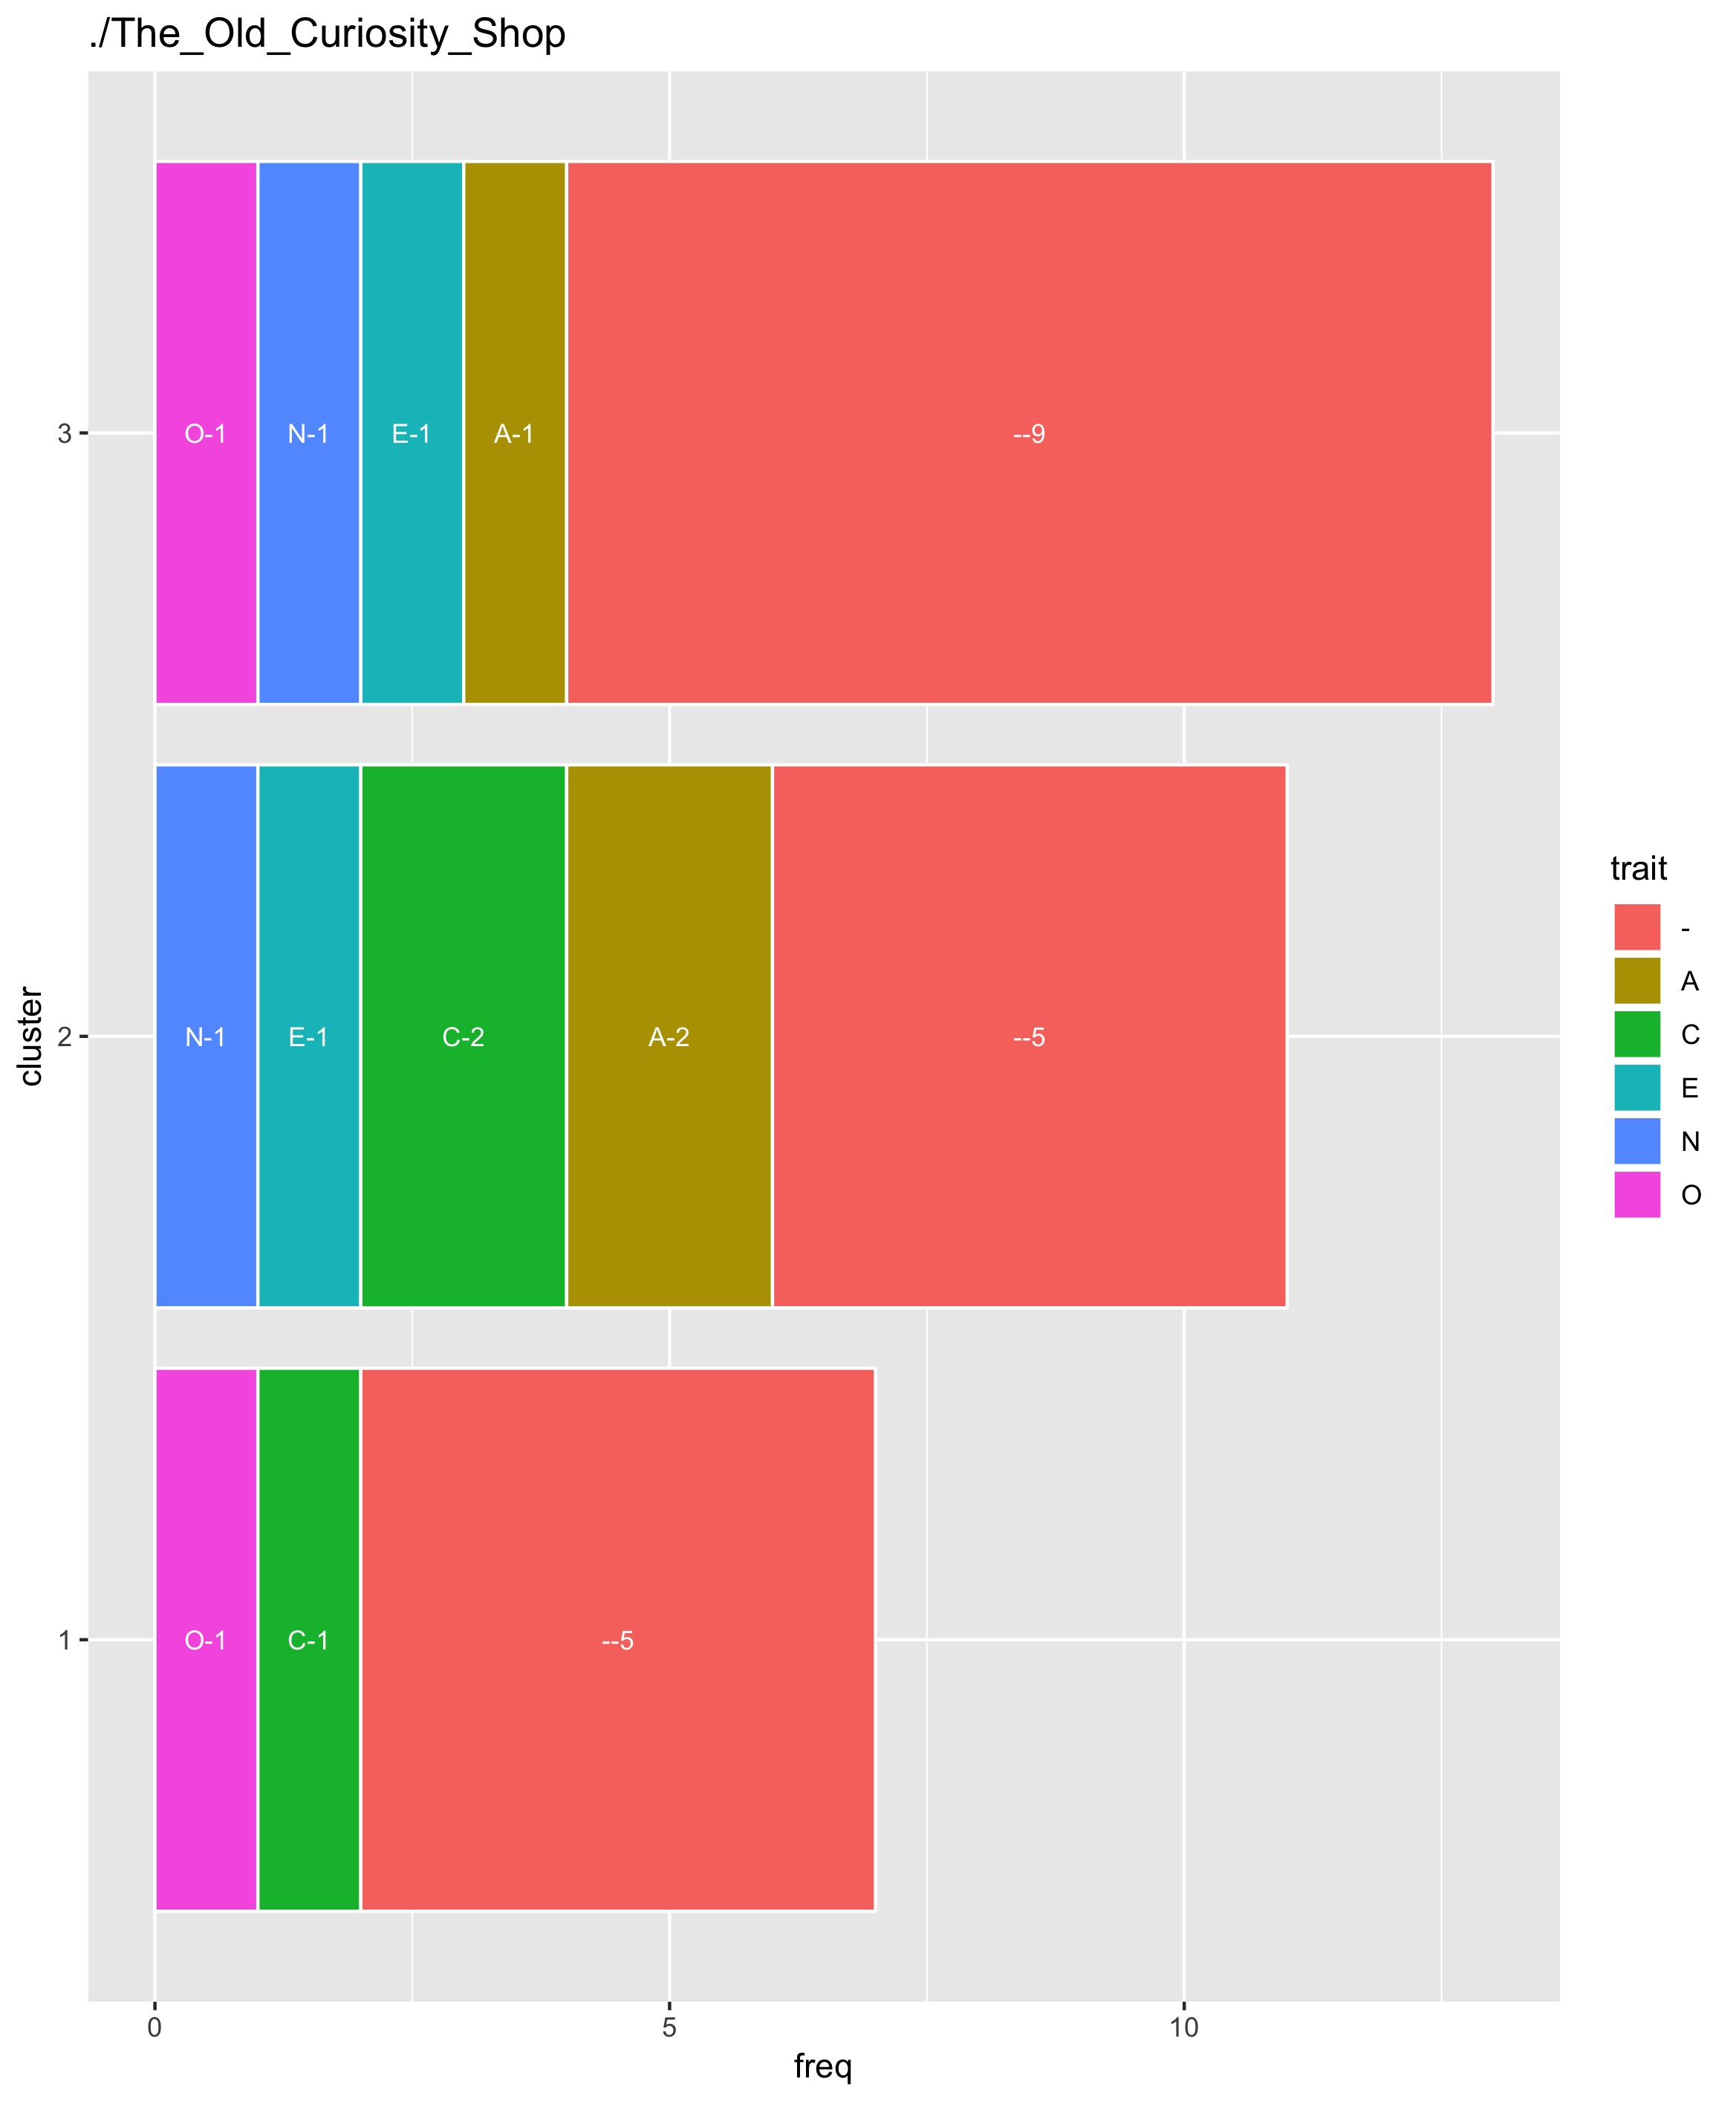 ./The_Old_Curiosity_Shop
3
O-1 N-1 E-1 A-1 --9
2
N-1 E-1 C-2 A-2 --5
1
O-1 C-1 --5
cluster
0 5 10
freq
trait
-
A
C
E
N
O